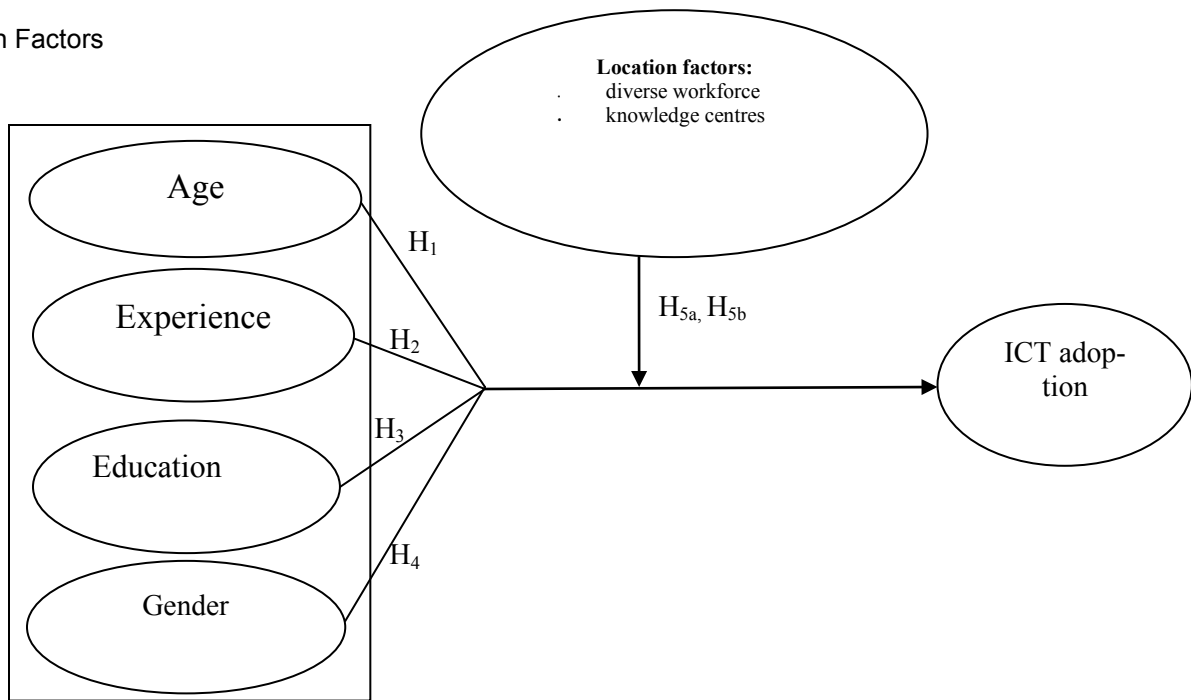 Factors
Location factors:
. diverse workforce
. knowledge centres
Age
H1
Experience
H2
H5a, H5b
ICT adop-
tion
H3
Education
H4
Gender